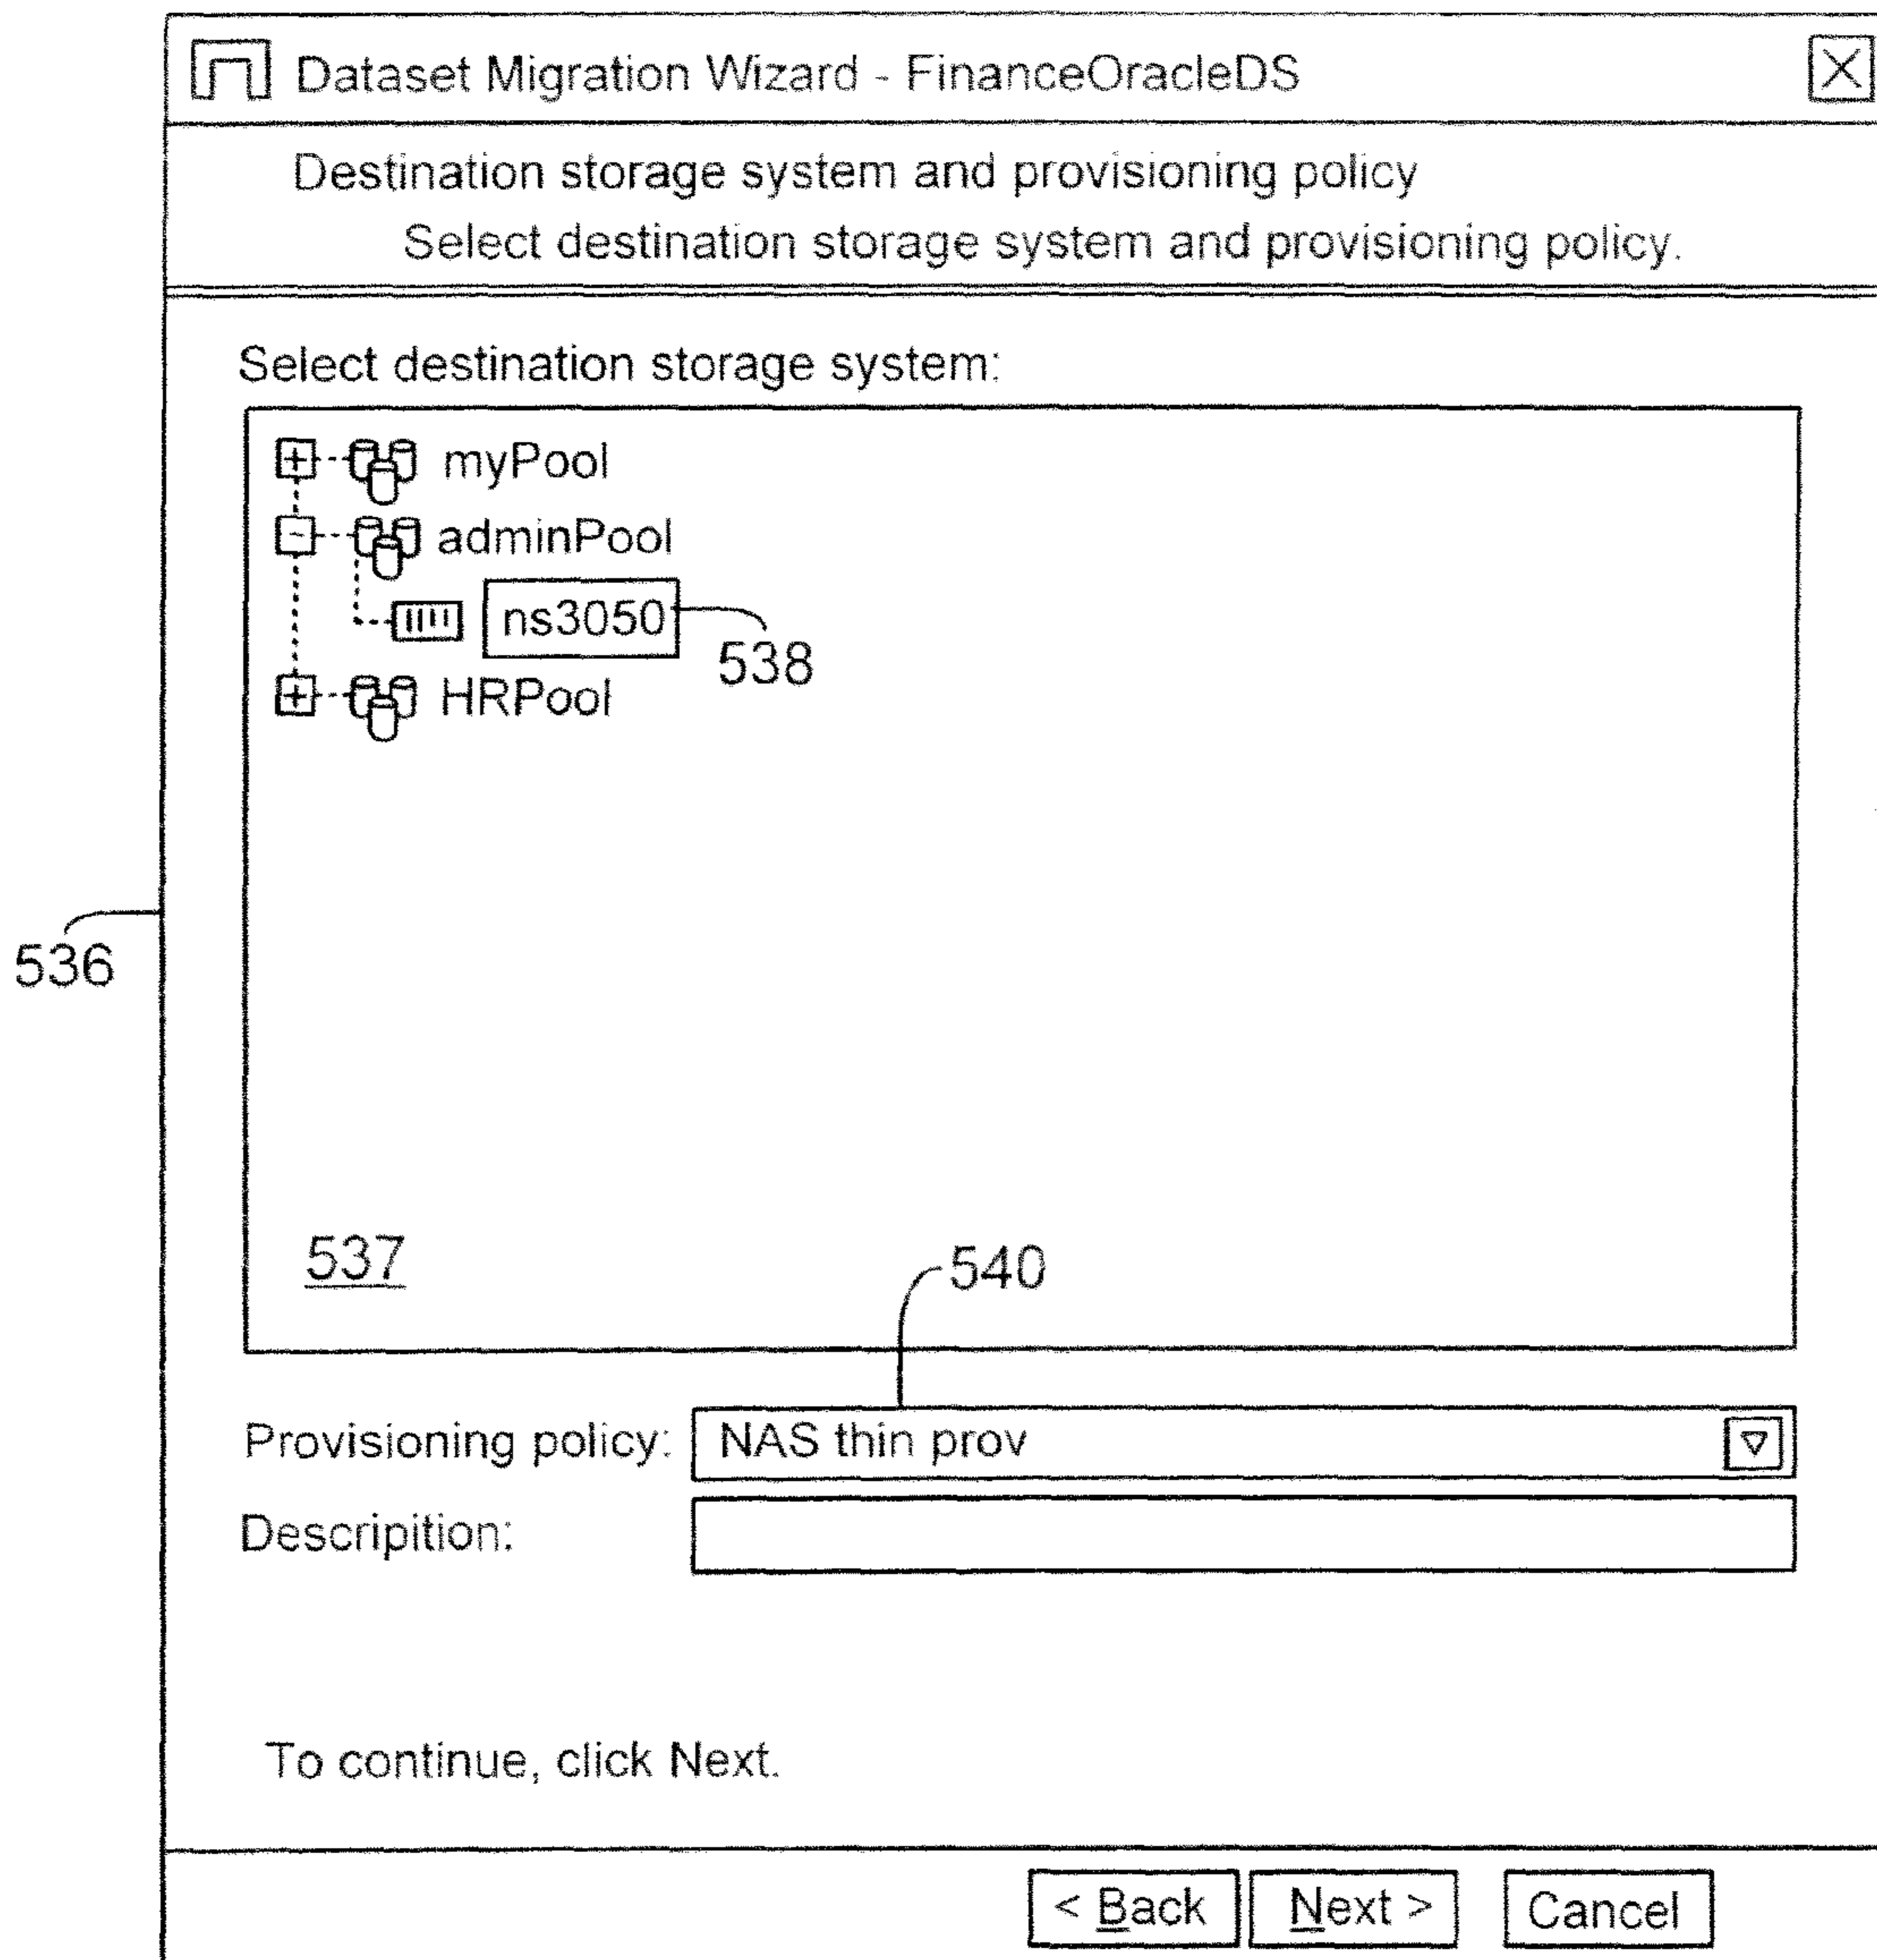 Dataset Migration Wizard - FinanceOracleDS
Destination storage system and provisioning policy
Select destination storage system and provisioning policy.
Select destination storage system:
myPool
adminPool
ns3050
538
HRPool
536
537
540
Provisioning policy: NAS thin prov
Descripition:
To continue, click Next.
< Back Next > Cancel